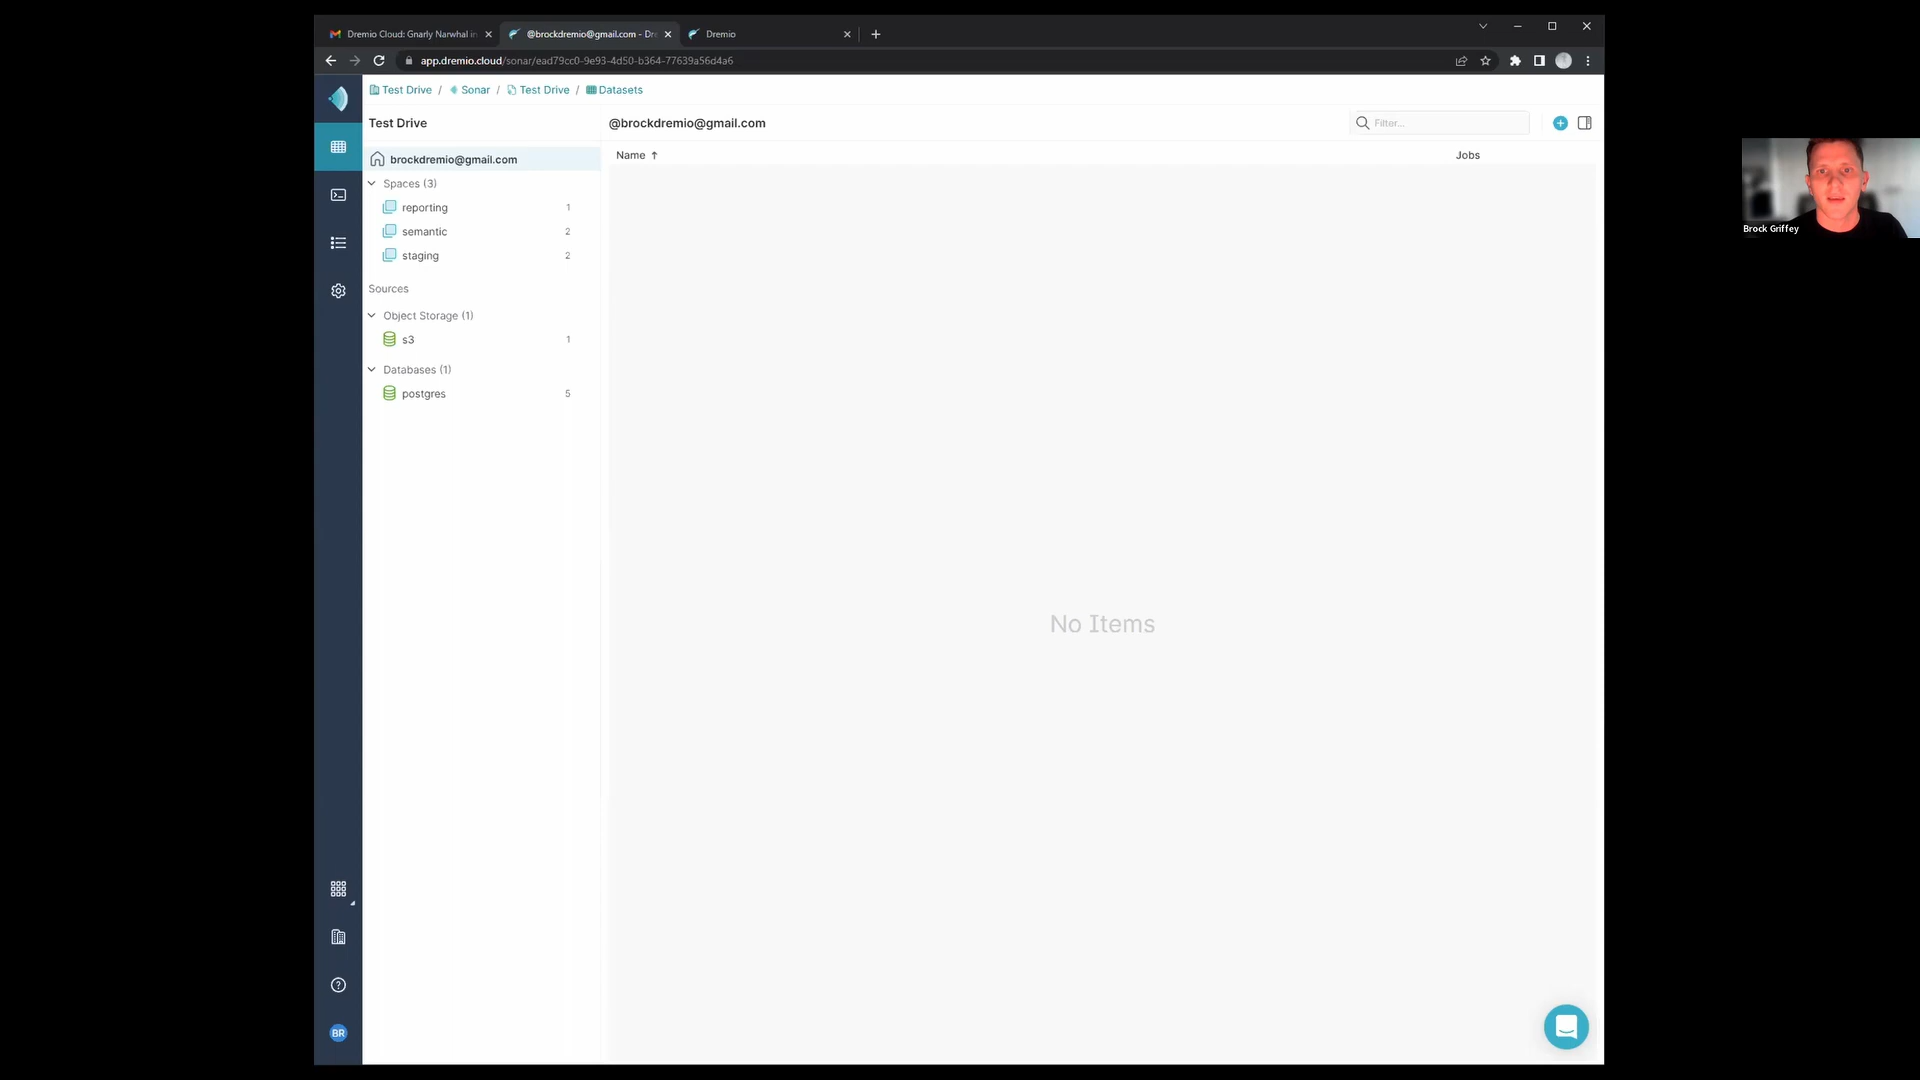 Dremio Cloud: Gnarly Narwhal in
@brockdremio@gmail.com - Dre
Dremio
app.dremio.cloud/sonar/ead79cc0-9e93-4d50-b364-77639a56d4a6
Test Drive / Sonar / Test Drive / Datasets
Test Drive
@brockdremio@gmail.com
Filter...
brockdremio@gmail.com
Name ↑
Jobs
Spaces (3)
reporting 1
semantic 2
staging 2
Sources
Object Storage (1)
s3 1
Databases (1)
postgres 5
No Items
BR
Brock Griffey